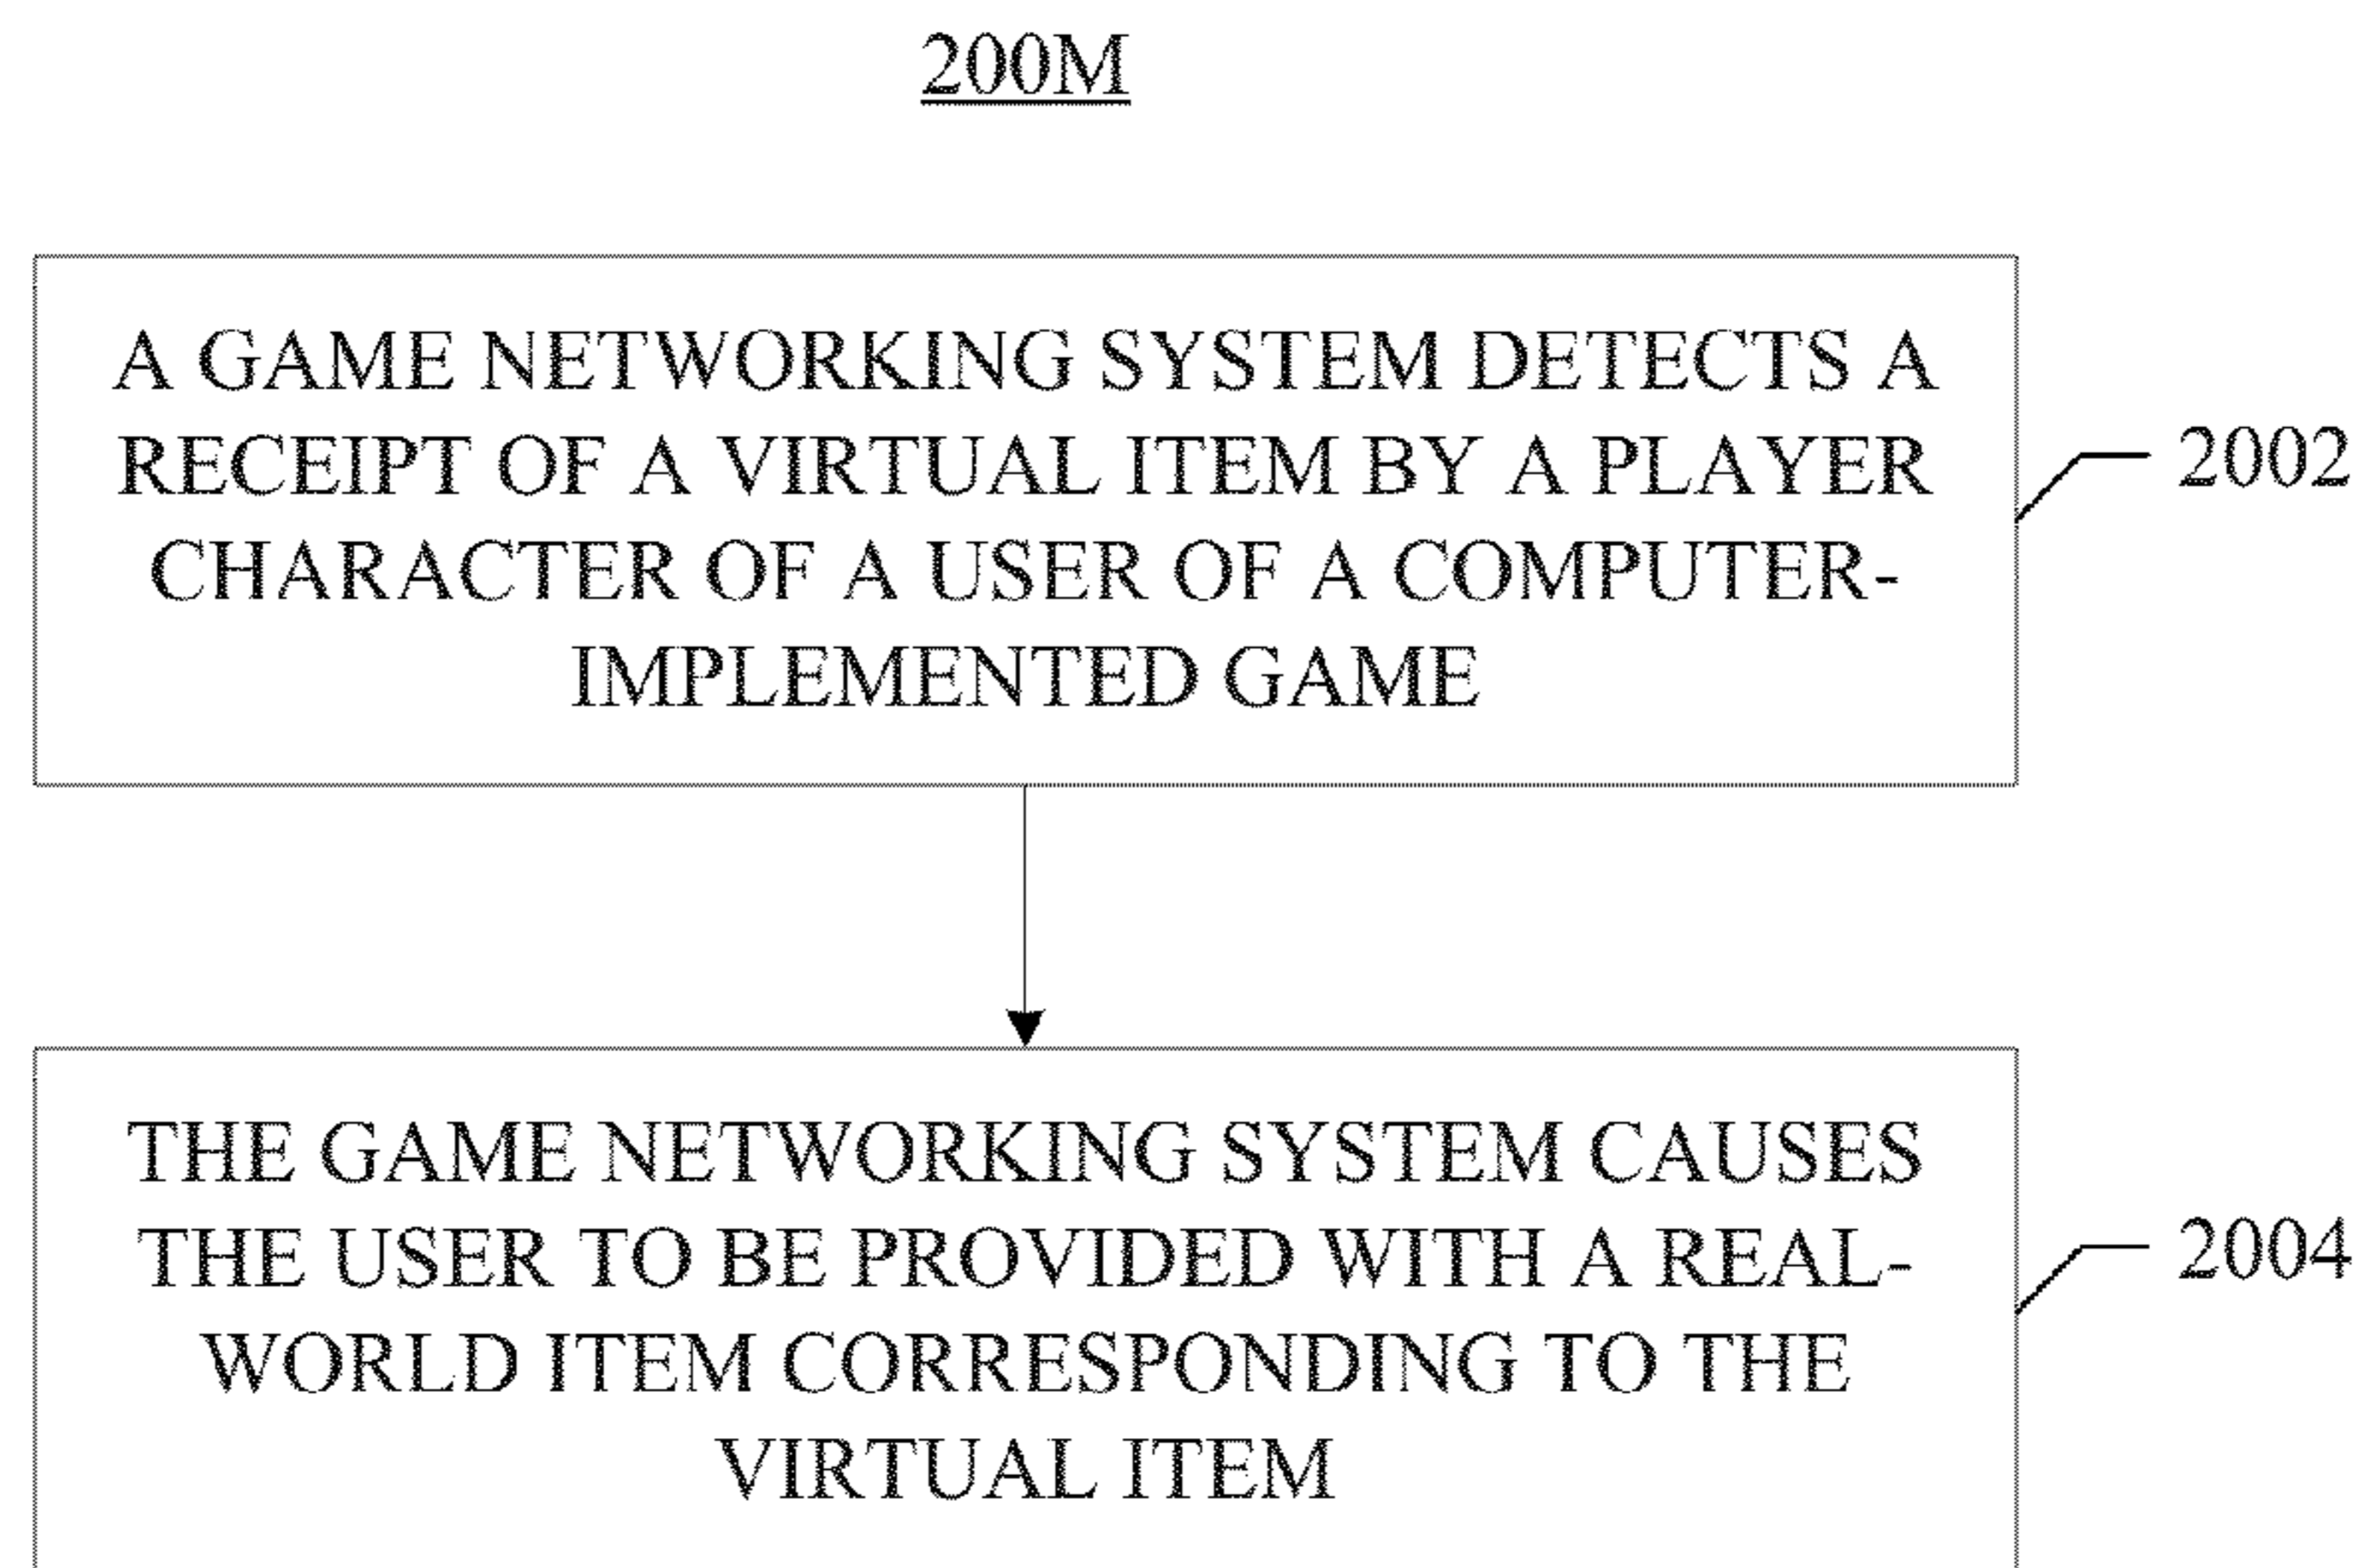 200M
A GAME NETWORKING SYSTEM DETECTS A
RECEIPT OF A VIRTUAL ITEM BY A PLAYER
CHARACTER OF A USER OF A COMPUTER-
IMPLEMENTED GAME
2002
THE GAME NETWORKING SYSTEM CAUSES
THE USER TO BE PROVIDED WITH A REAL-
WORLD ITEM CORRESPONDING TO THE
VIRTUAL ITEM
2004